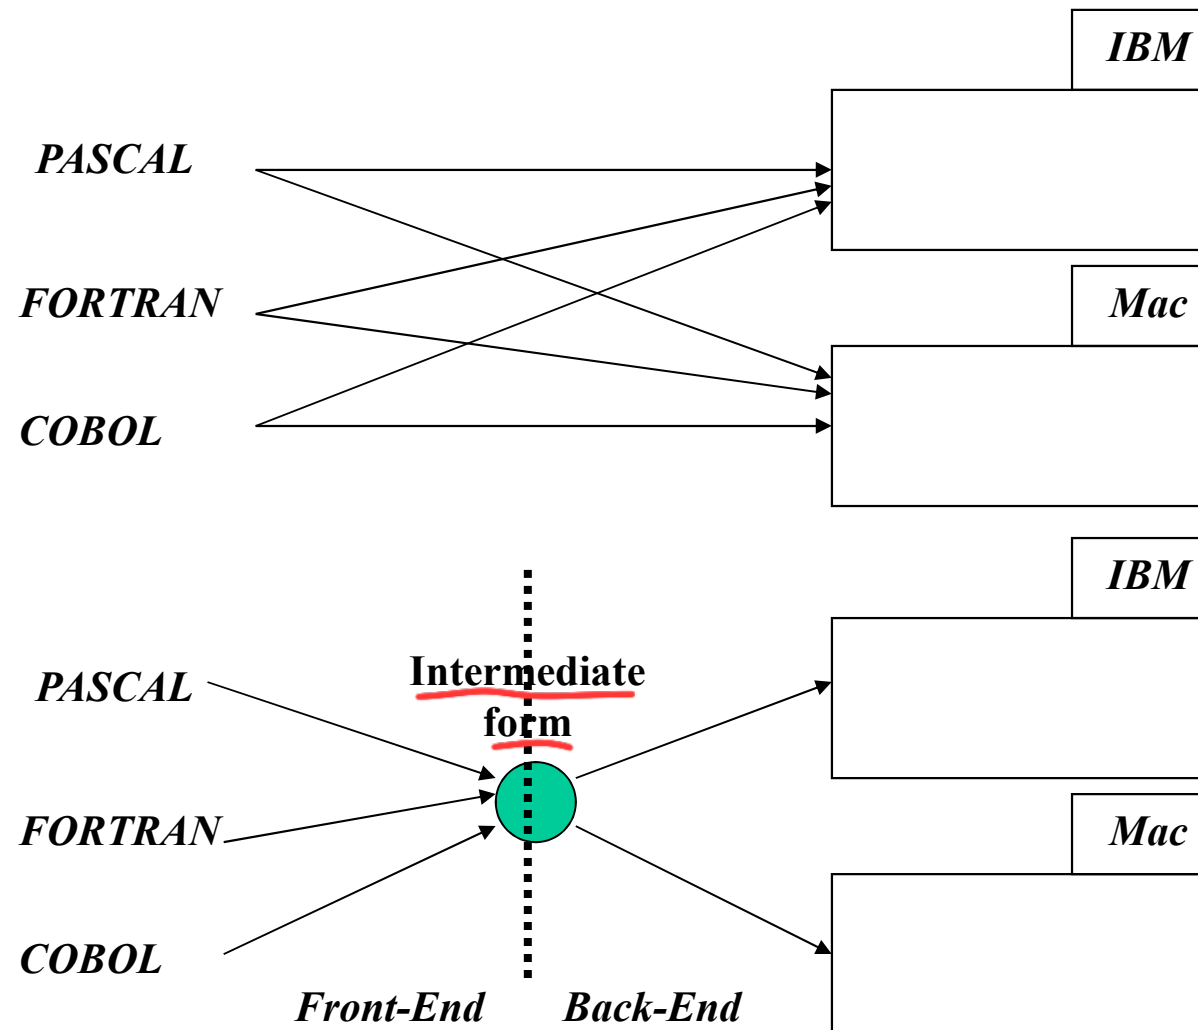 IBM
PASCAL
FORTRAN
Mac
COBOL
IBM
Intermediate
form
PASCAL
FORTRAN
Mac
COBOL
Front-End
Back-End